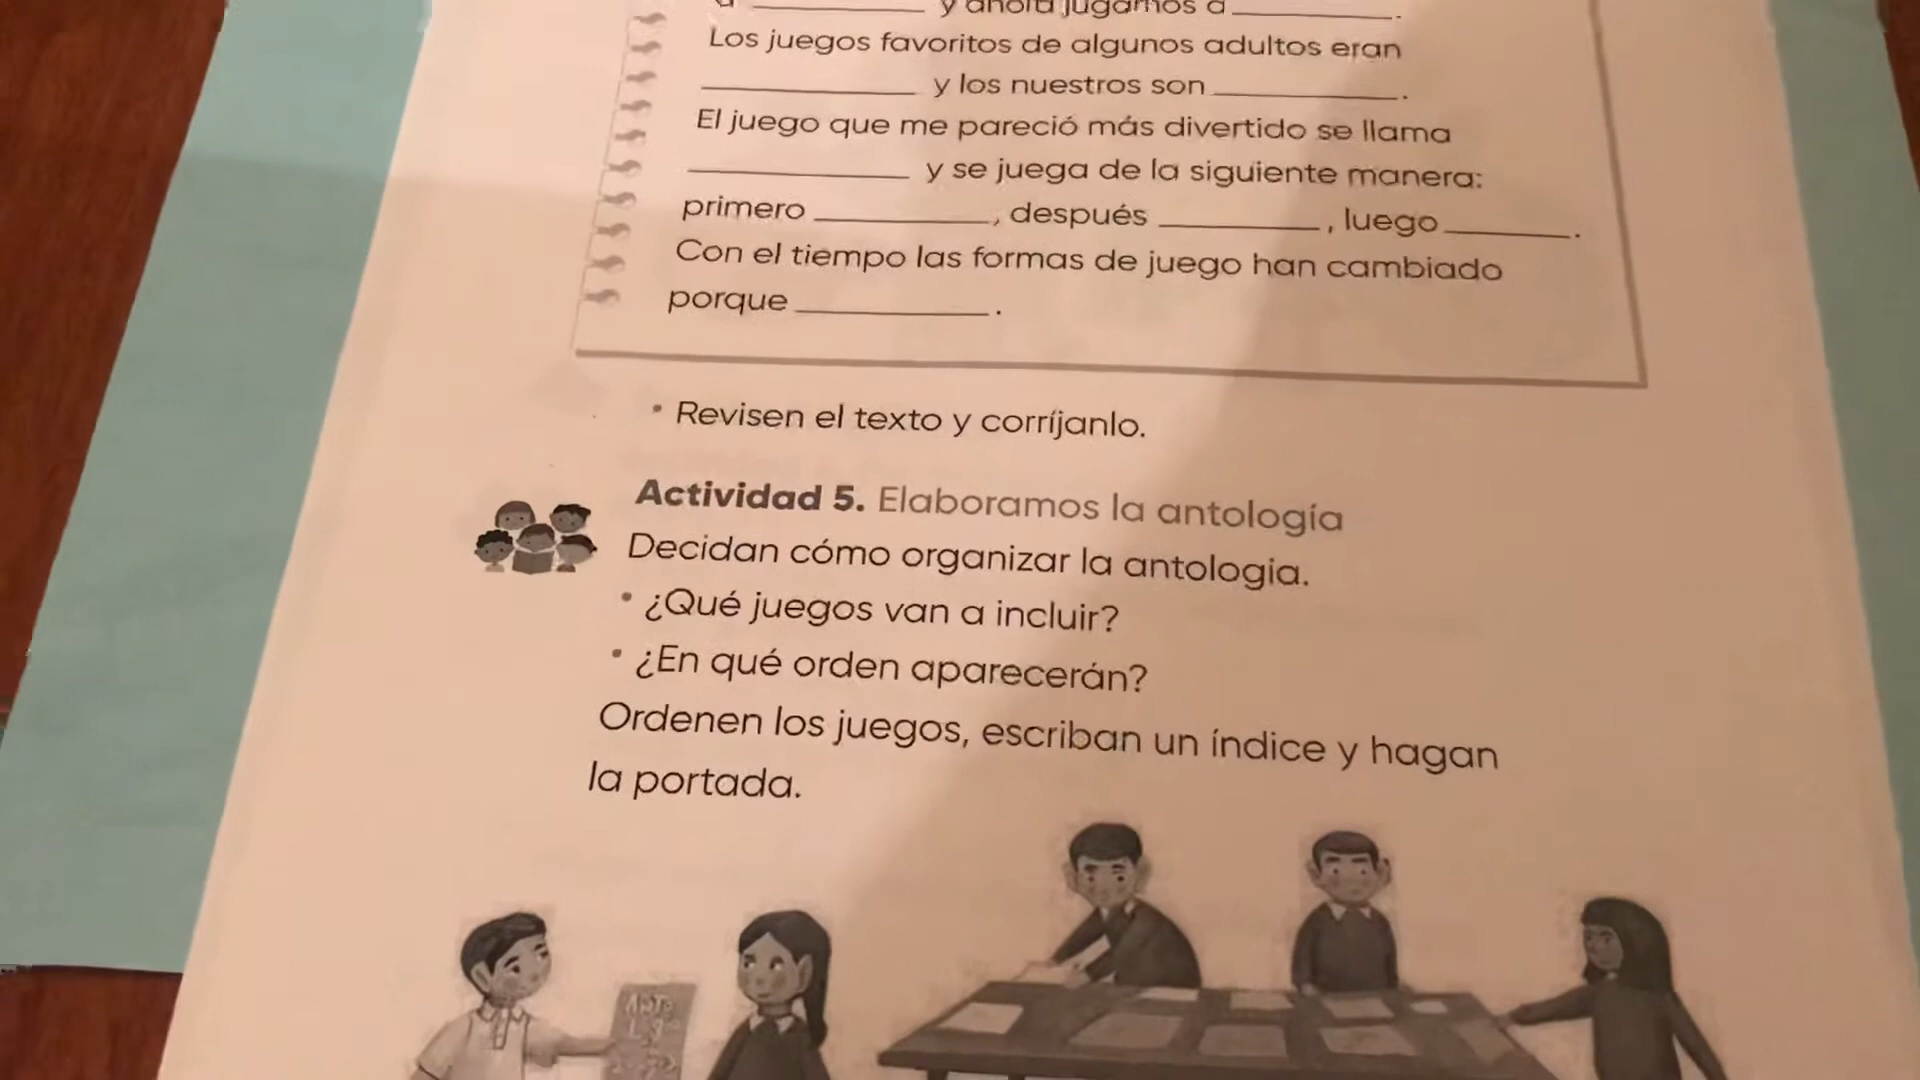 a ________ y ahora jugamos a ________.
Los juegos favoritos de algunos adultos eran
________ y los nuestros son ________.
El juego que me pareció más divertido se llama
________ y se juega de la siguiente manera:
primero ________, después ________, luego ________.
Con el tiempo las formas de juego han cambiado
porque ________.
• Revisen el texto y corríjanlo.
Actividad 5. Elaboramos la antología
Decidan cómo organizar la antología.
• ¿Qué juegos van a incluir?
• ¿En qué orden aparecerán?
Ordenen los juegos, escriban un índice y hagan
la portada.